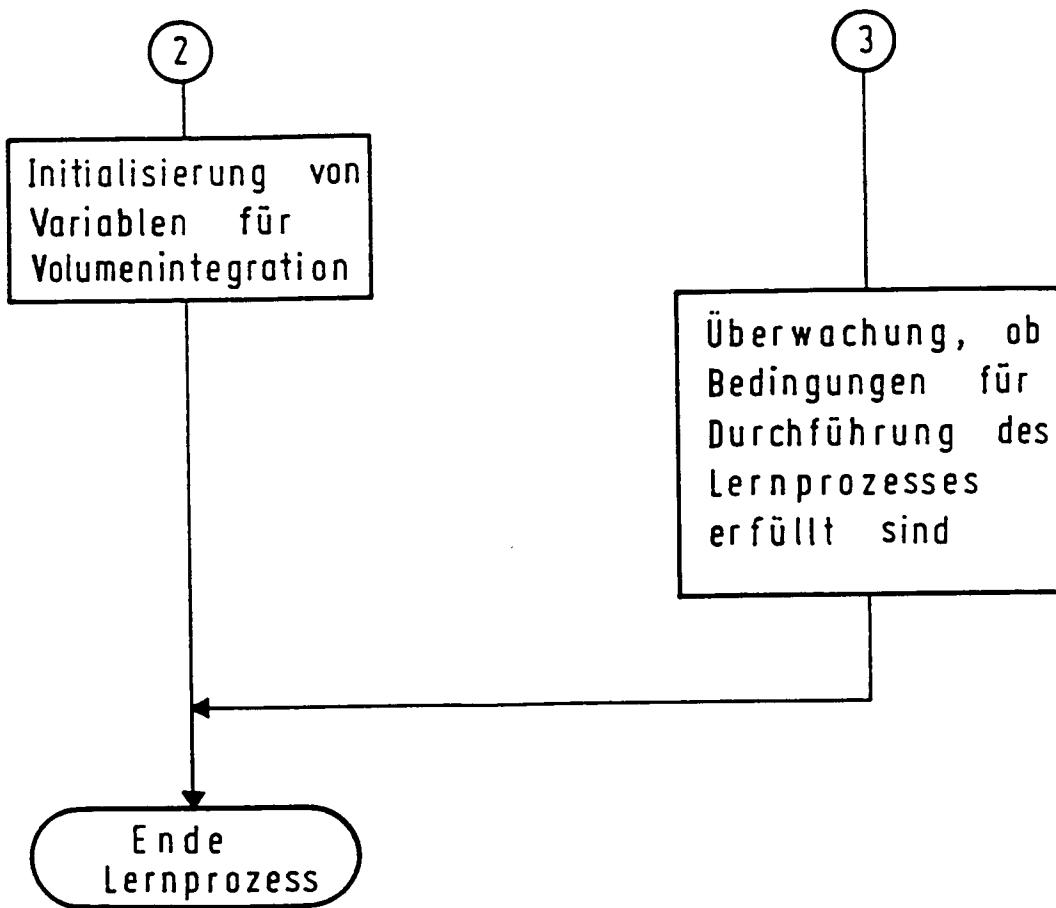 2
Initialisierung von
Variablen für
Volumenintegration
3
Überwachung, ob
Bedingungen für
Durchführung des
Lernprozesses
erfüllt sind
Ende
Lernprozess